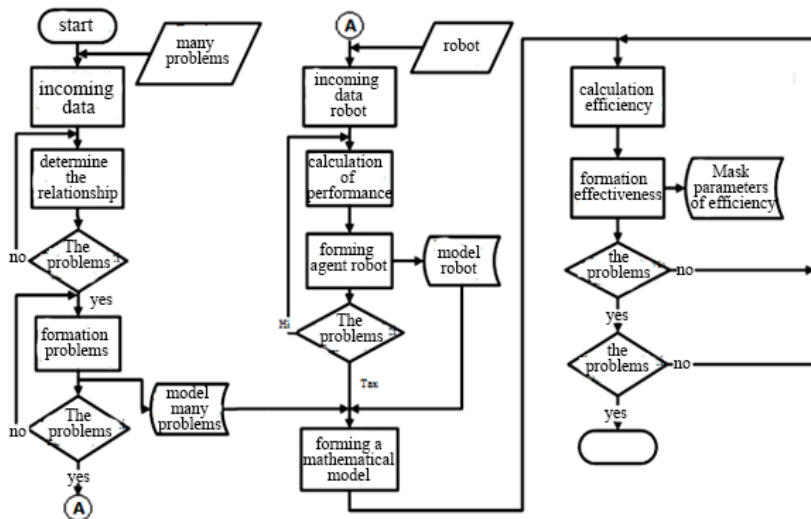 start
many
problems
incoming
data
determine
the
relationship
The
problems
no
yes
formation
problems
model
many
problems
The
problems
no
yes
A
A
robot
incoming
data
robot
calculation
of
performance
forming
agent robot
model
robot
The
problems
Tax
forming a
mathematical
model
calculation
efficiency
formation
effectiveness
Mask
parameters
of efficiency
the
problems
no
yes
the
problems
no
yes